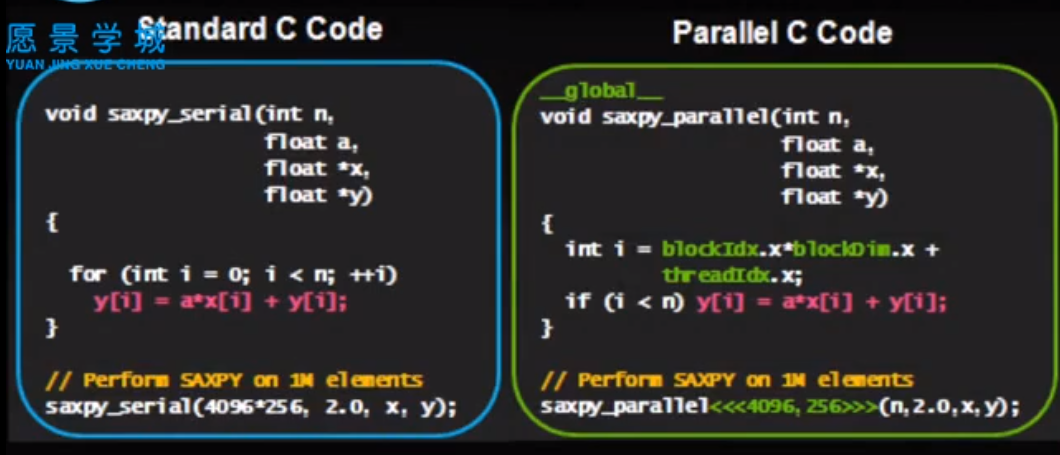 愿景学城
YUAN JING XUE CHENG
Standard C Code
void saxpy_serial(int n,
float a,
float *x,
float *y)
{
for (int i = 0; i < n; ++i)
y[i] = a*x[i] + y[i];
}
// Perform SAXPY on 1M elements
saxpy_serial(4096*256, 2.0, x, y);
Parallel C Code
__global__
void saxpy_parallel(int n,
float a,
float *x,
float *y)
{
int i = blockIdx.x*blockDim.x +
threadIdx.x;
if (i < n) y[i] = a*x[i] + y[i];
}
// Perform SAXPY on 1M elements
saxpy_parallel<<<4096,256>>>(n,2.0,x,y);